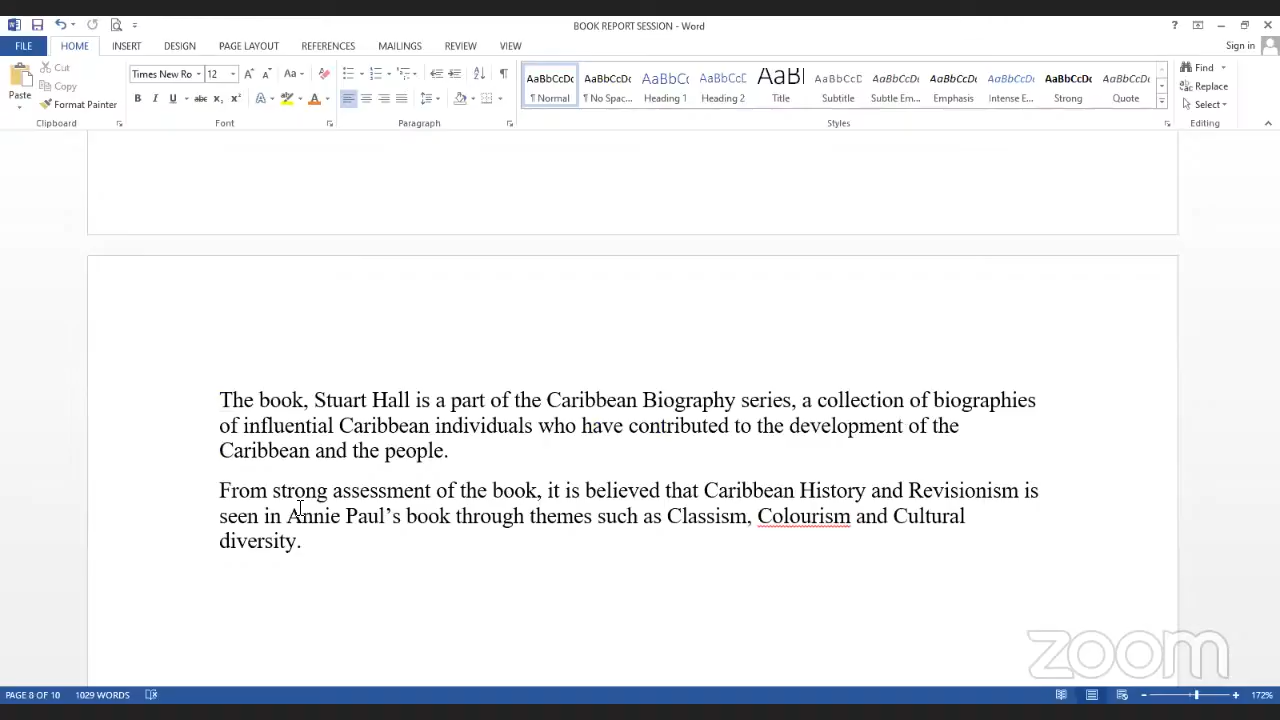 BOOK REPORT SESSION - Word
Sign in
FILE HOME INSERT DESIGN PAGE LAYOUT REFERENCES MAILINGS REVIEW VIEW
Paste
Cut
Copy
Format Painter
Clipboard
Times New Ro 12
Font
Paragraph
AaBbCcDc AaBbCcDc AaBbCc AaBbCcD AaBl AaBbCcD AaBbCcDc AaBbCcDc AaBbCcDc AaBbCcDc AaBbCcDc
¶ Normal ¶ No Spac... Heading 1 Heading 2 Title Subtitle Subtle Em... Emphasis Intense E... Strong Quote
Styles
Find
Replace
Select
Editing
The book, Stuart Hall is a part of the Caribbean Biography series, a collection of biographies
of influential Caribbean individuals who have contributed to the development of the
Caribbean and the people.
From strong assessment of the book, it is believed that Caribbean History and Revisionism is
seen in Annie Paul’s book through themes such as Classism, Colourism and Cultural
diversity.
zoom
PAGE 8 OF 10 1029 WORDS 172%